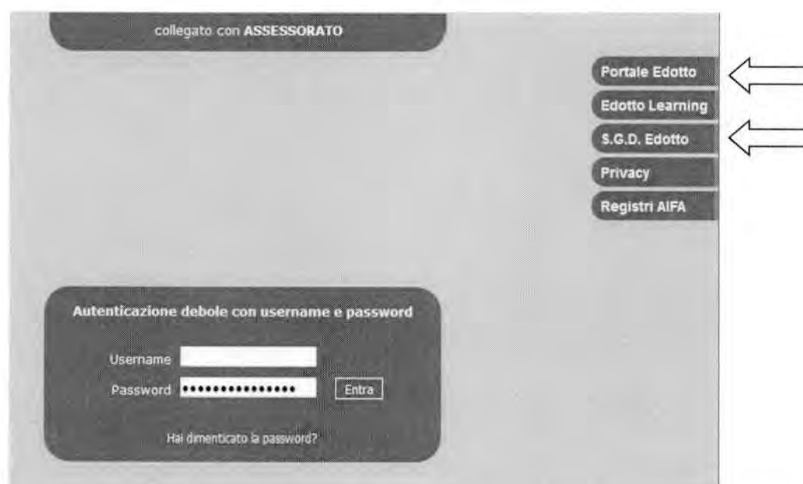 collegato con ASSESSORATO
Portale Edotto
Edotto Learning
S.G.D. Edotto
Privacy
Registri AIFA
Autenticazione debole con username e password
Username
Password ••••••••••••••• Entra
Hai dimenticato la password?